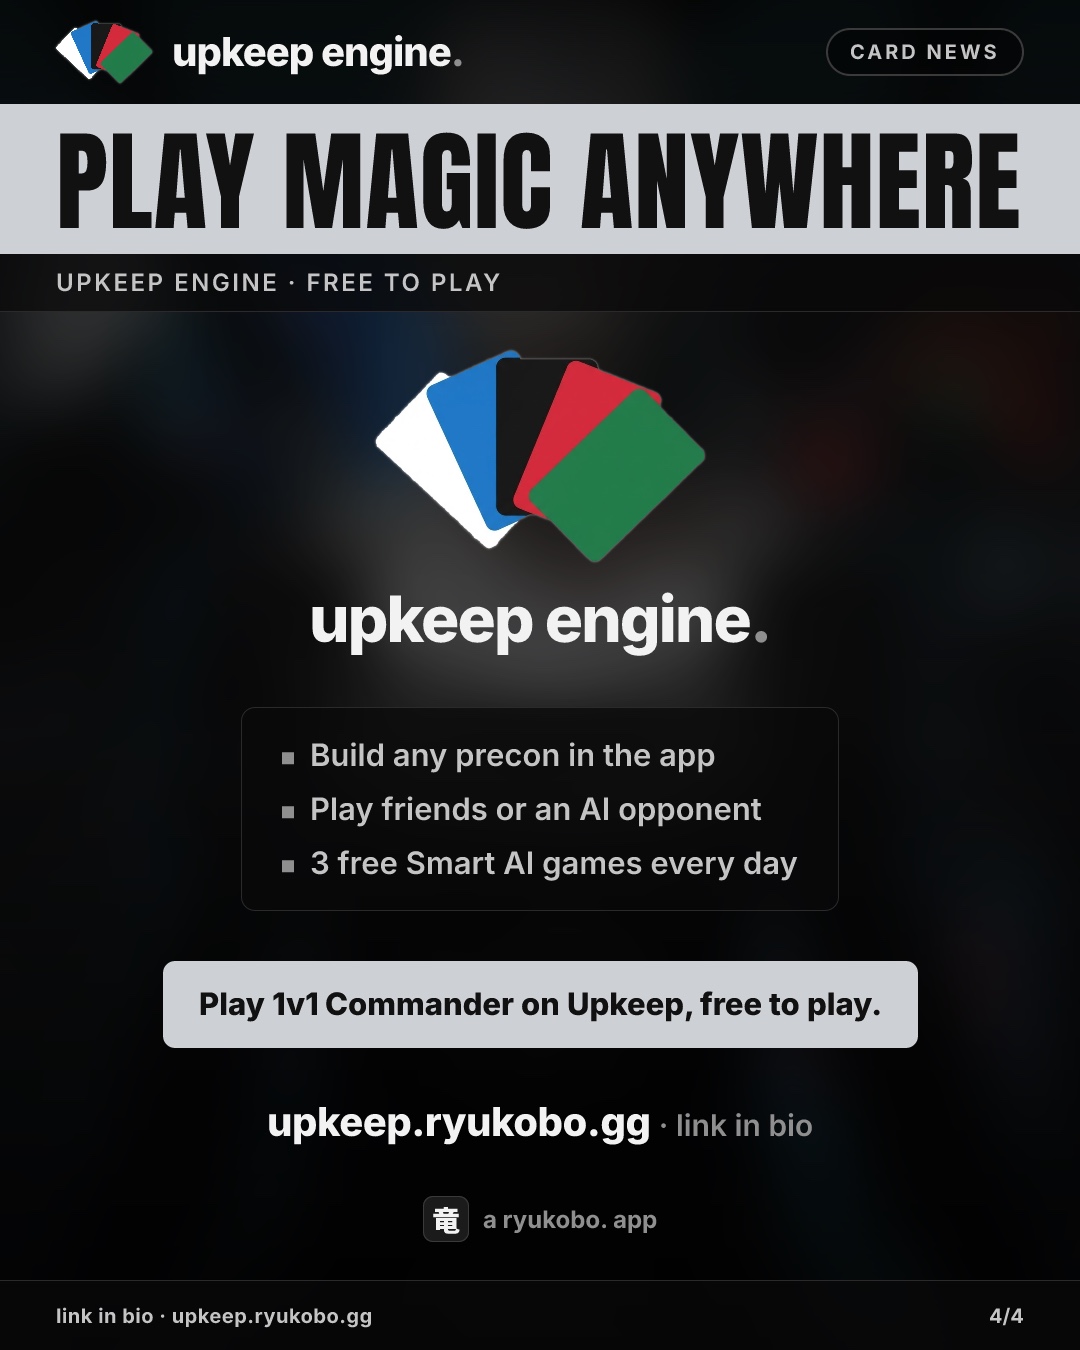 upkeep engine.
CARD NEWS
PLAY MAGIC ANYWHERE
UPKEEP ENGINE · FREE TO PLAY
upkeep engine.
▪ Build any precon in the app
▪ Play friends or an AI opponent
▪ 3 free Smart AI games every day
Play 1v1 Commander on Upkeep, free to play.
upkeep.ryukobo.gg · link in bio
竜 a ryukobo. app
link in bio · upkeep.ryukobo.gg
4/4